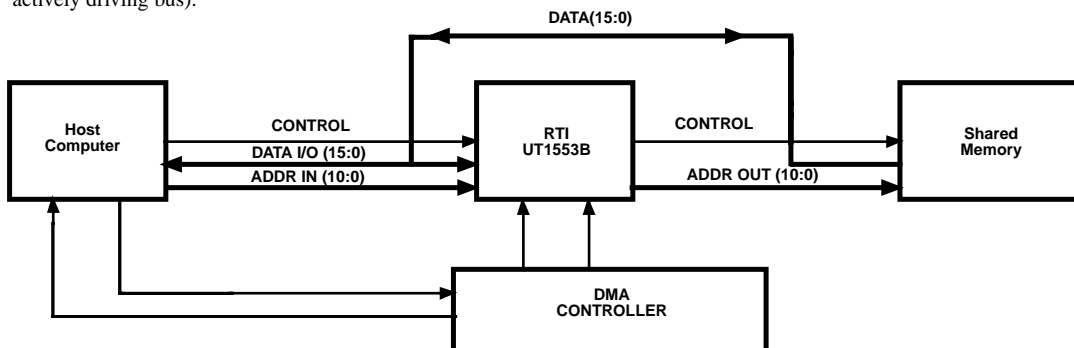 actively driving bus).
DATA(15:0)
Host
Computer
CONTROL
DATA I/O (15:0)
ADDR IN (10:0)
RTI
UT1553B
CONTROL
ADDR OUT (10:0)
Shared
Memory
DMA
CONTROLLER